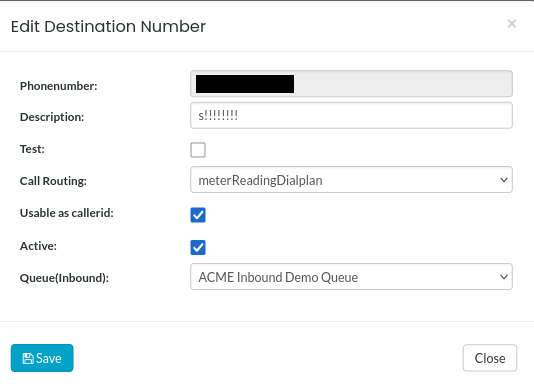 Edit Destination Number
×
Phonenumber:
Description: s!!!!!!!!
Test:
Call Routing: meterReadingDialplan
Usable as callerid:
Active:
Queue(Inbound): ACME Inbound Demo Queue
Save Close